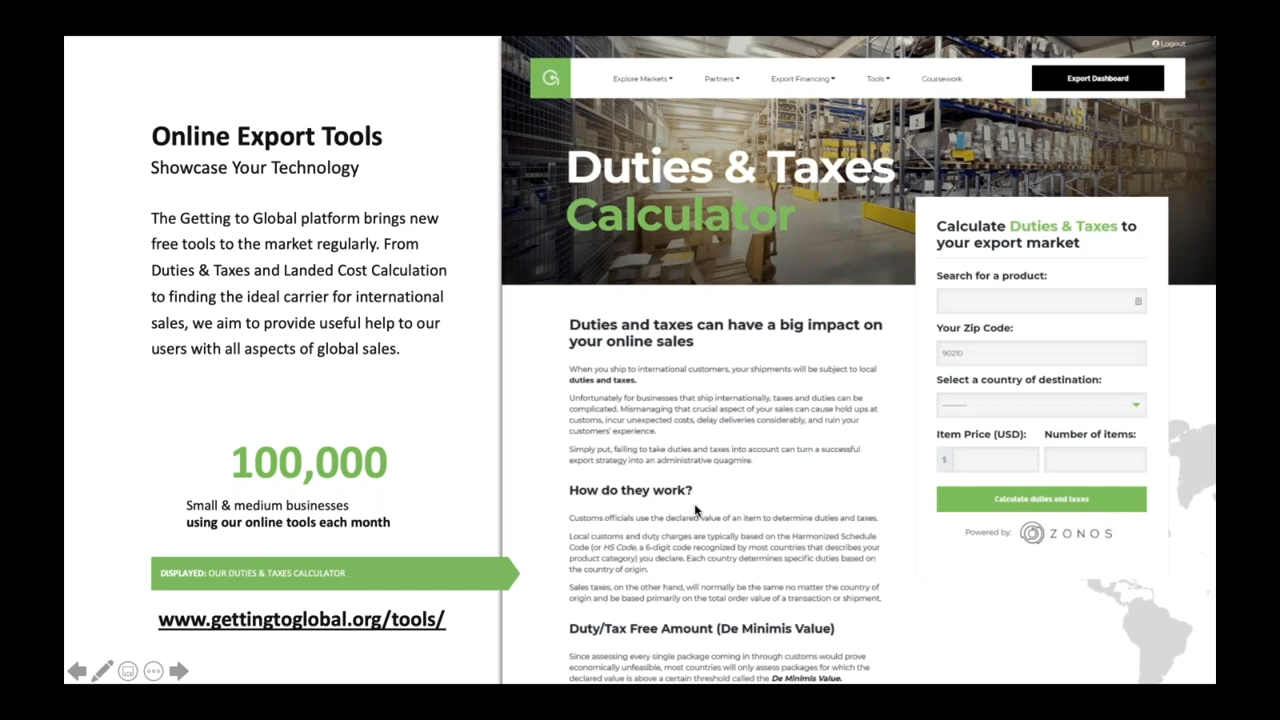 Online Export Tools
Showcase Your Technology
The Getting to Global platform brings new
free tools to the market regularly. From
Duties & Taxes and Landed Cost Calculation
to finding the ideal carrier for international
sales, we aim to provide useful help to our
users with all aspects of global sales.
100,000
Small & medium businesses
using our online tools each month
DISPLAYED: OUR DUTIES & TAXES CALCULATOR
www.gettingtoglobal.org/tools/
Logout
Explore Markets Partners Export Financing Tools Coursework Export Dashboard
Duties & Taxes
Calculator
Duties and taxes can have a big impact on
your online sales
When you ship to international customers, your shipments will be subject to local
duties and taxes.
Unfortunately for businesses that ship internationally, taxes and duties can be
complicated. Mismanaging that crucial aspect of your sales can cause hold ups at
customs, incur unexpected costs, delay deliveries considerably, and ruin your
customers' experience.
Simply put, failing to take duties and taxes into account can turn a successful
export strategy into an administrative quagmire.
How do they work?
Customs officials use the declared value of an item to determine duties and taxes.
Local customs and duty charges are typically based on the Harmonized Schedule
Code (or HS Code, a 6-digit code recognized by most countries that describes your
product category) you declare. Each country determines specific duties based on
the country of origin.
Sales taxes, on the other hand, will normally be the same no matter the country of
origin and be based primarily on the total order value of a transaction or shipment.
Duty/Tax Free Amount (De Minimis Value)
Since assessing every single package coming in through customs would prove
economically unfeasible, most countries will only assess packages for which the
declared value is above a certain threshold called the De Minimis Value.
Calculate Duties & Taxes to
your export market
Search for a product:
Your Zip Code:
90210
Select a country of destination:
---------
Item Price (USD): Number of items:
$
Calculate duties and taxes
Powered by: ZONOS